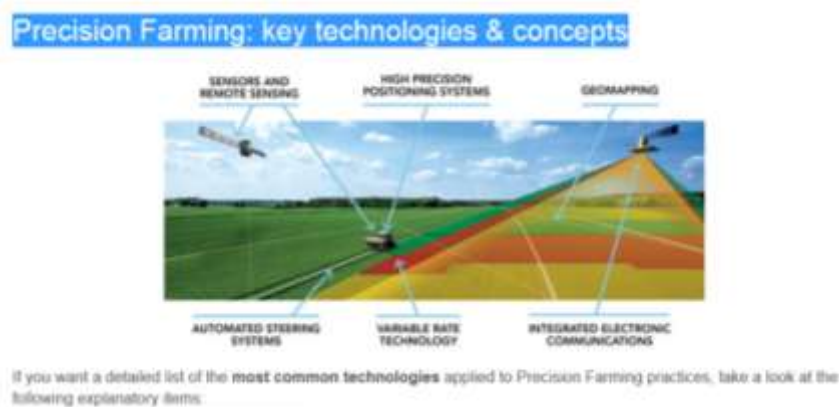 Precision Farming: key technologies & concepts
SENSORS AND
REMOTE SENSING
HIGH PRECISION
POSITIONING SYSTEMS
GEOMAPPING
AUTOMATED STEERING
SYSTEMS
VARIABLE RATE
TECHNOLOGY
INTEGRATED ELECTRONIC
COMMUNICATIONS
If you want a detailed list of the most common technologies applied to Precision Farming practices, take a look at the
following explanatory items: